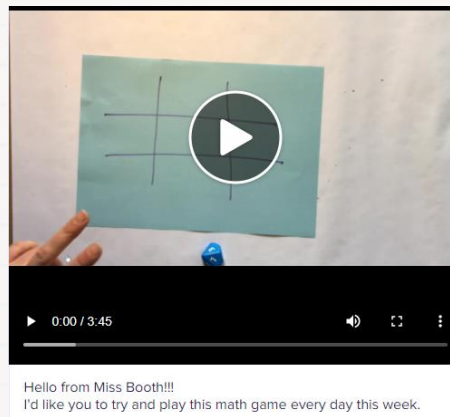 0:00 / 3:45
Hello from Miss Booth!!!
I'd like you to try and play this math game every day this week.